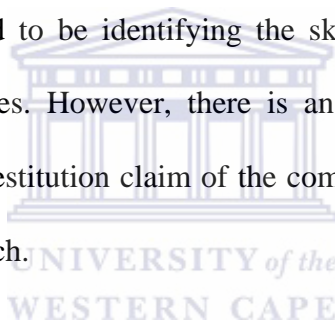 to be identifying the
es. However, there is an
estitution claim of the com
ch.
UNIVERSITY of the
WESTERN CAPE